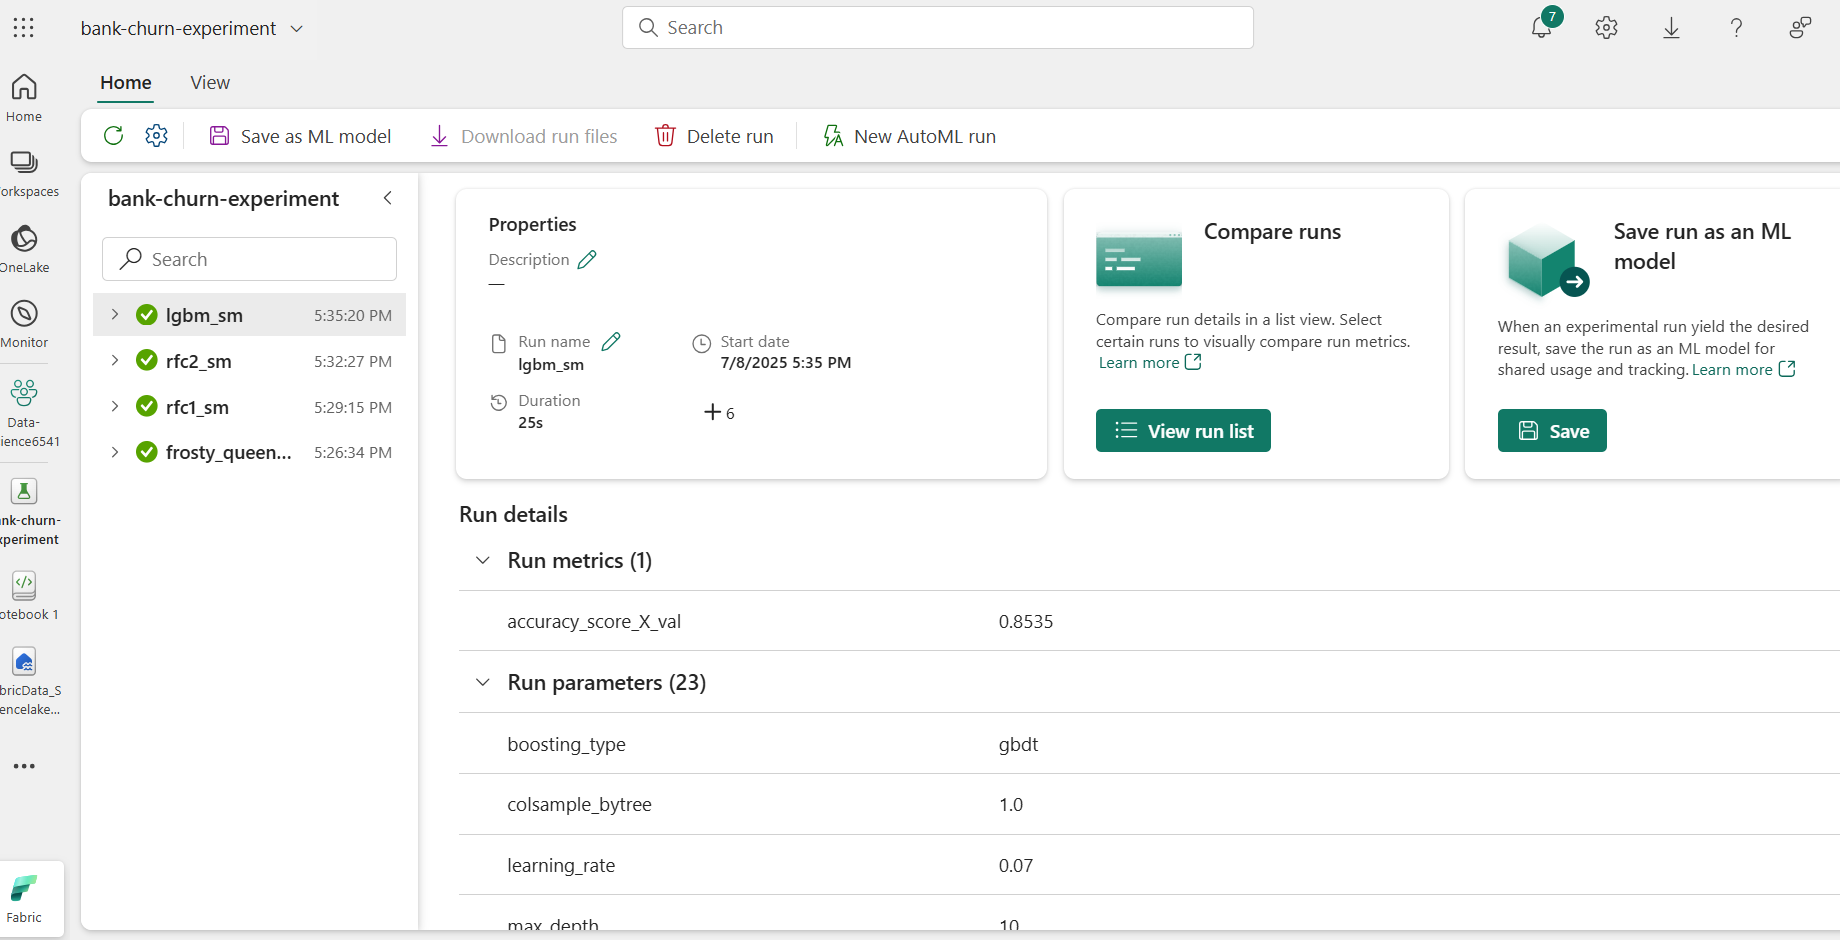 bank-churn-experiment
Search
7
Home
View
Save as ML model
Download run files
Delete run
New AutoML run
Home
orkspaces
OneLake
Monitor
Data-
ience6541
nk-churn-
xperiment
otebook 1
bricData_S
encelake...
Fabric
bank-churn-experiment
Search
lgbm_sm 5:35:20 PM
rfc2_sm 5:32:27 PM
rfc1_sm 5:29:15 PM
frosty_queen... 5:26:34 PM
Properties
Description
—
Run name
lgbm_sm
Start date
7/8/2025 5:35 PM
Duration
25s
+ 6
Compare runs
Compare run details in a list view. Select
certain runs to visually compare run metrics.
Learn more
View run list
Save run as an ML
model
When an experimental run yield the desired
result, save the run as an ML model for
shared usage and tracking. Learn more
Save
Run details
Run metrics (1)
accuracy_score_X_val 0.8535
Run parameters (23)
boosting_type gbdt
colsample_bytree 1.0
learning_rate 0.07
max_depth 10